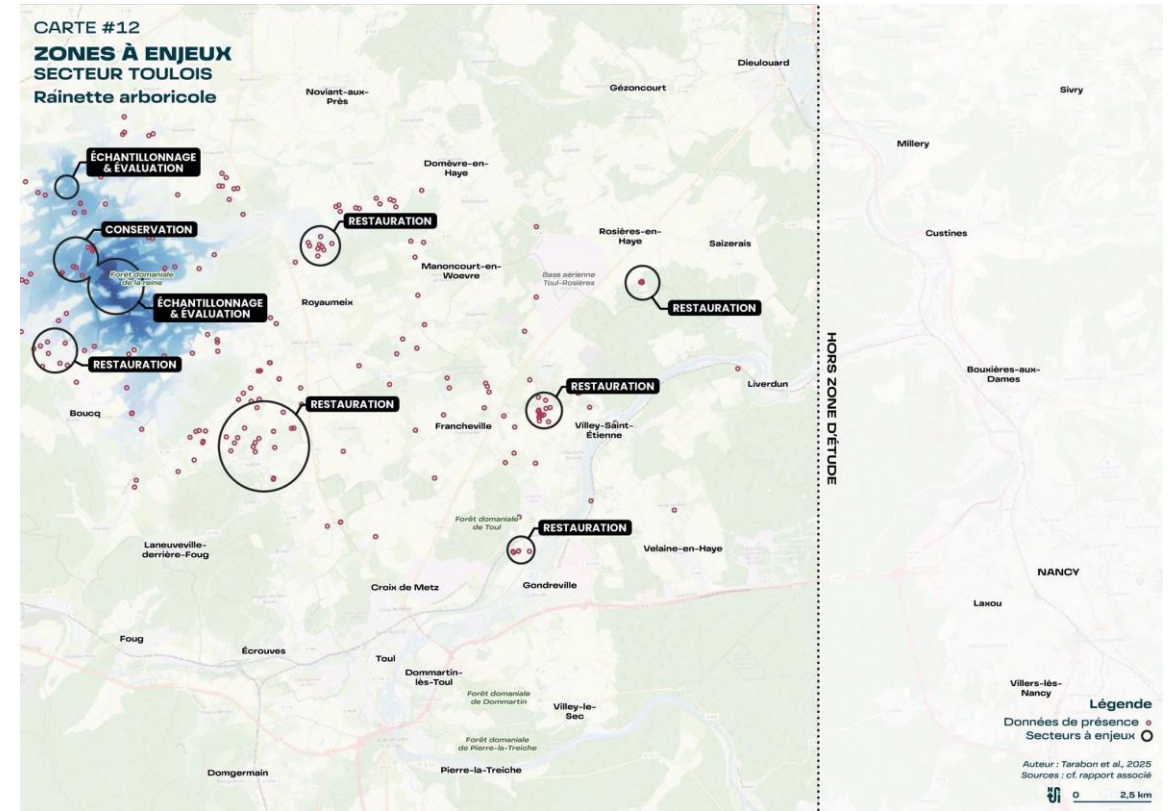 CARTE #12
ZONES À ENJEUX
SECTEUR TOULOIS
Rainette arboricole
Dieulouard
Noviant-aux-
Près
Gézoncourt
Sivry
Millery
ÉCHANTILLONNAGE
& ÉVALUATION
Domèvre-en-
Haye
CONSERVATION
RESTAURATION
Rosières-en-
Haye
Saizerais
Custines
Forêt domaniale
de la reine
Manoncourt-en-
Woevre
Base aérienne
Toul-Rosières
ÉCHANTILLONNAGE
& ÉVALUATION
Royaumeix
RESTAURATION
HORS ZONE D'ÉTUDE
RESTAURATION
Bouxières-aux-
Dames
RESTAURATION
Liverdun
RESTAURATION
Boucq
Francheville
Villey-Saint-
Étienne
Forêt domaniale
de Toul
RESTAURATION
Laneuveville-
derrière-Foug
Velaine-en-Haye
NANCY
Croix de Metz
Gondreville
Laxou
Foug
Écrouves
Toul
Dommartin-
lès-Toul
Villers-lès-
Nancy
Forêt domaniale
de Dommartin
Villey-le-
Sec
Légende
Données de présence
Secteurs à enjeux
Forêt domaniale
de Pierre-la-Treiche
Domgermain
Pierre-la-Treiche
Auteur : Tarabon et al., 2025
Sources : cf. rapport associé
0 2,5 km